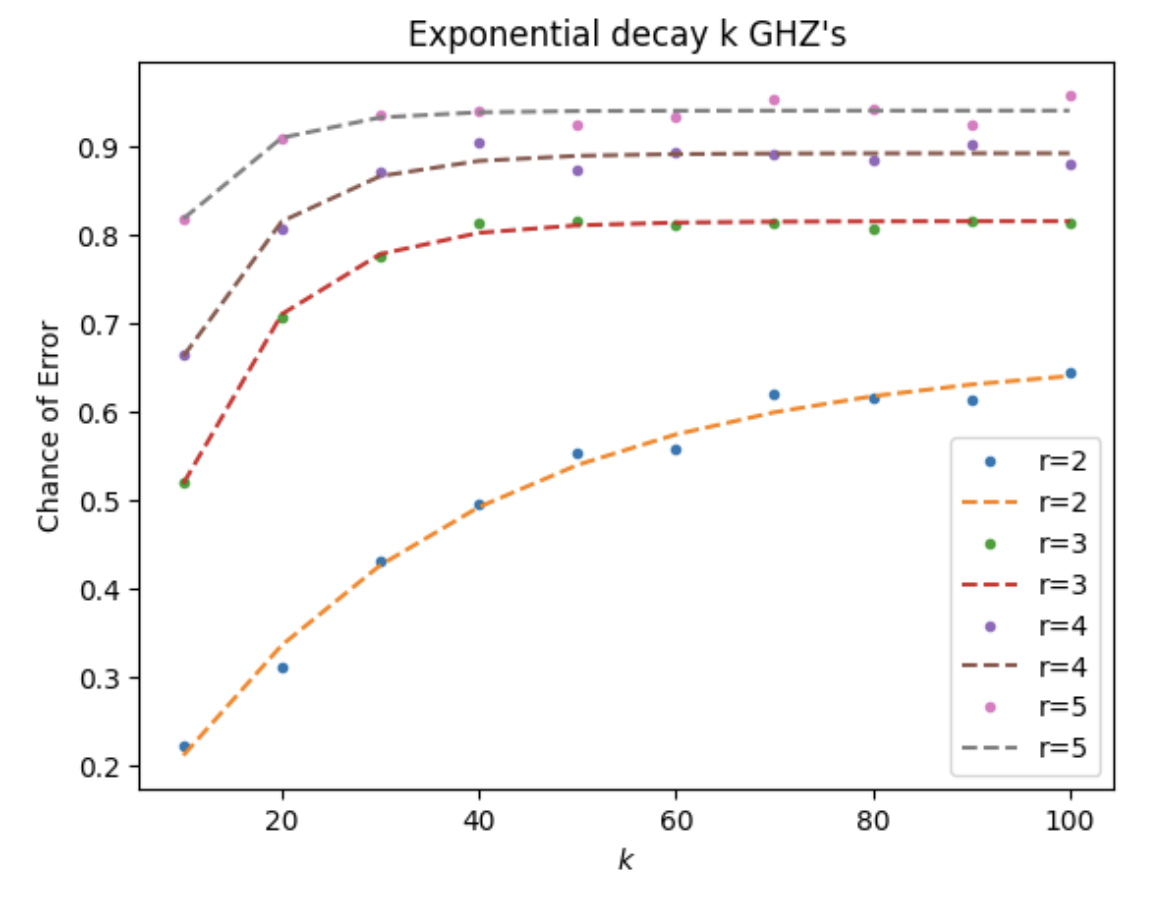 Exponential decay k GHZ's
Chance of Error
0.9
0.8
0.7
0.6
0.5
0.4
0.3
0.2
r=2
r=2
r=3
r=3
r=4
r=4
r=5
r=5
20 40 60 80 100
k